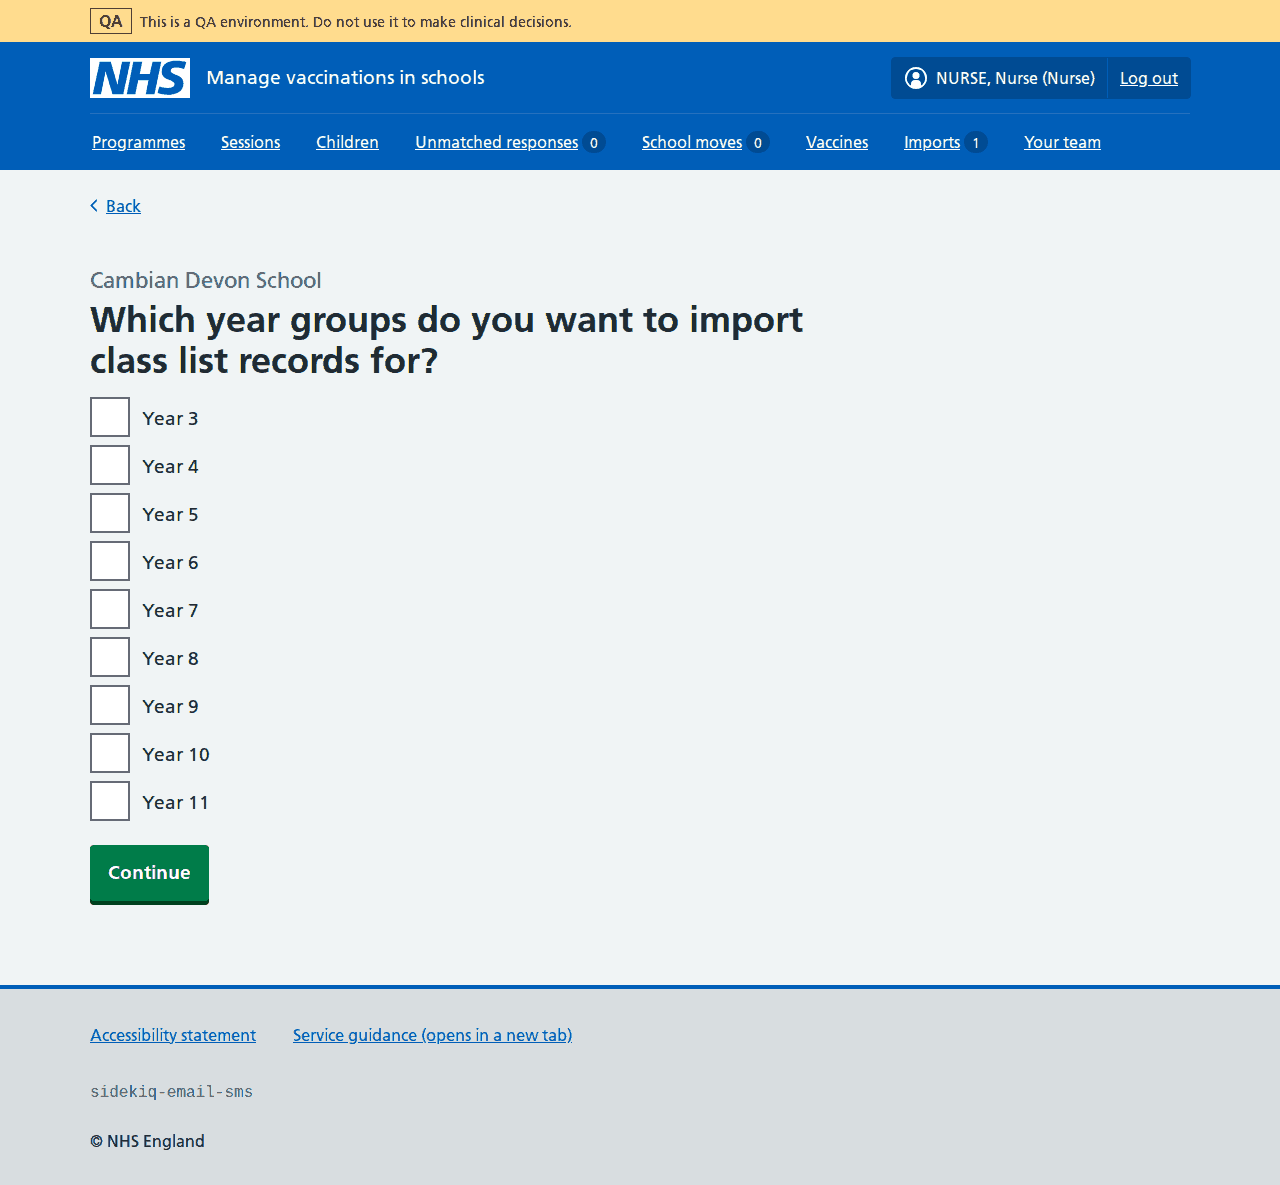 QA This is a QA environment. Do not use it to make clinical decisions.
NHS Manage vaccinations in schools NURSE, Nurse (Nurse) Log out
Programmes Sessions Children Unmatched responses 0 School moves 0 Vaccines Imports 1 Your team
Back
Cambian Devon School
Which year groups do you want to import
class list records for?
Year 3
Year 4
Year 5
Year 6
Year 7
Year 8
Year 9
Year 10
Year 11
Continue
Accessibility statement Service guidance (opens in a new tab)
sidekiq-email-sms
© NHS England